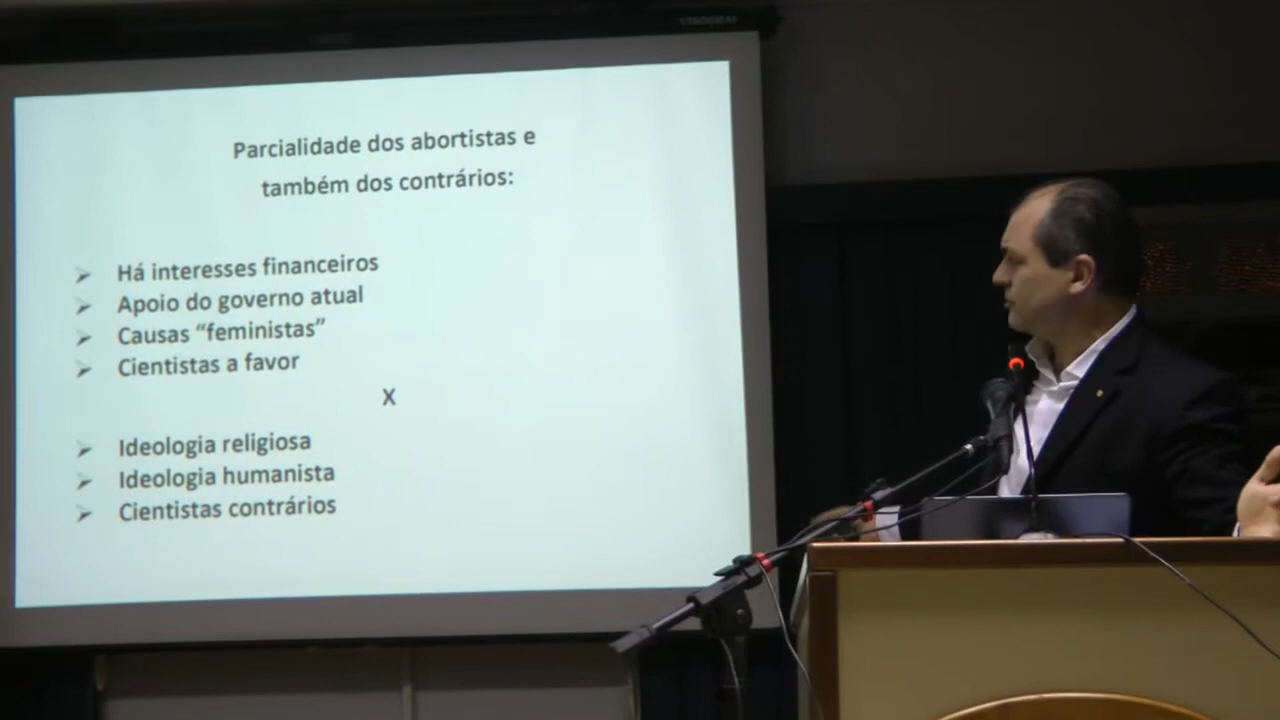 Parcialidade dos abortistas e
também dos contrários:
Há interesses financeiros
Apoio do governo atual
Causas “feministas”
Cientistas a favor
X
Ideologia religiosa
Ideologia humanista
Cientistas contrários